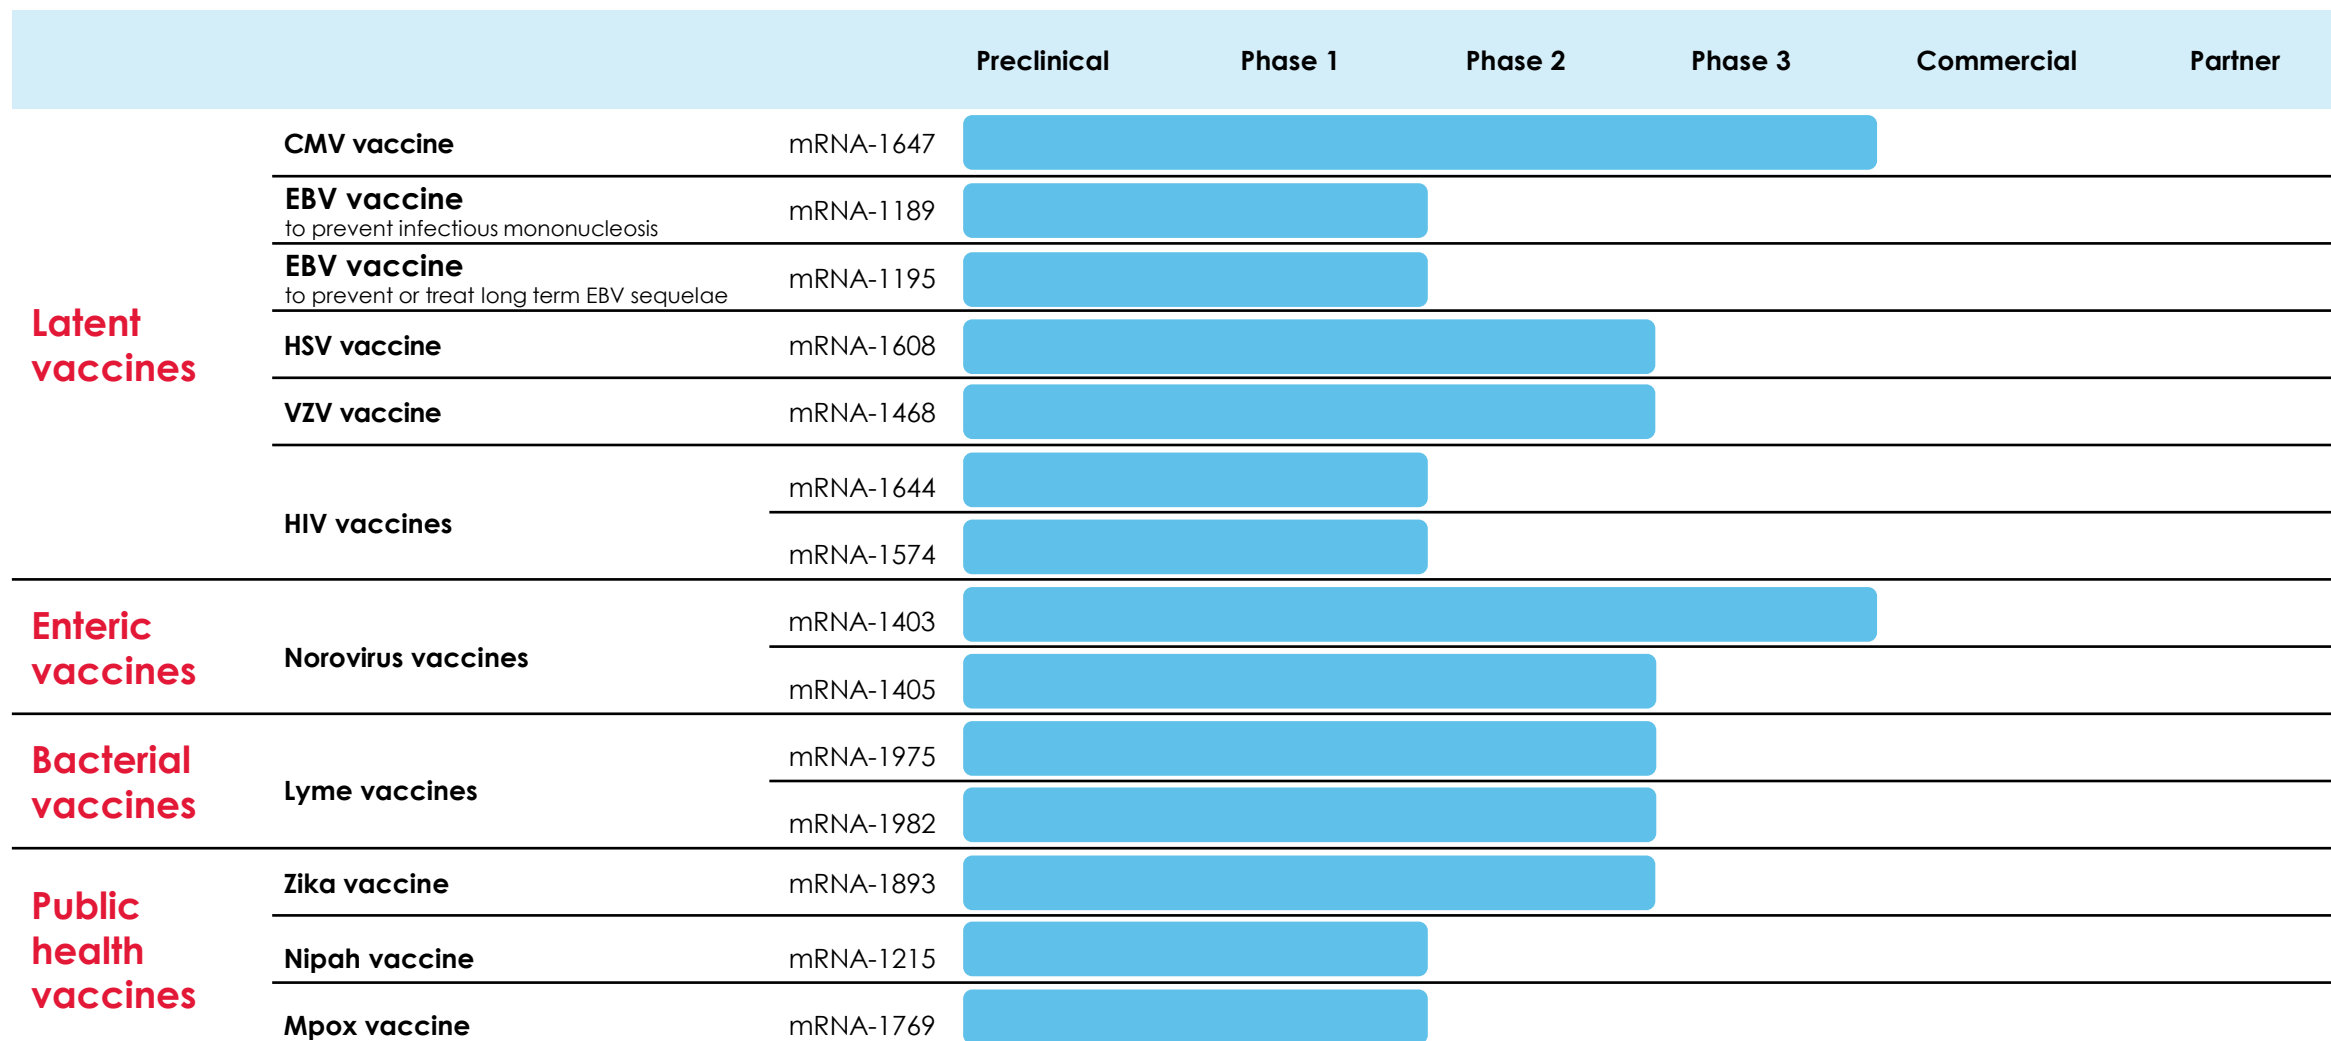 Preclinical Phase 1 Phase 2 Phase 3 Commercial Partner
Latent
vaccines
CMV vaccine mRNA-1647
EBV vaccine
to prevent infectious mononucleosis
mRNA-1189
EBV vaccine
to prevent or treat long term EBV sequelae
mRNA-1195
HSV vaccine mRNA-1608
VZV vaccine mRNA-1468
HIV vaccines
mRNA-1644
mRNA-1574
Enteric
vaccines
Norovirus vaccines
mRNA-1403
mRNA-1405
Bacterial
vaccines
Lyme vaccines
mRNA-1975
mRNA-1982
Public
health
vaccines
Zika vaccine mRNA-1893
Nipah vaccine mRNA-1215
Mpox vaccine mRNA-1769